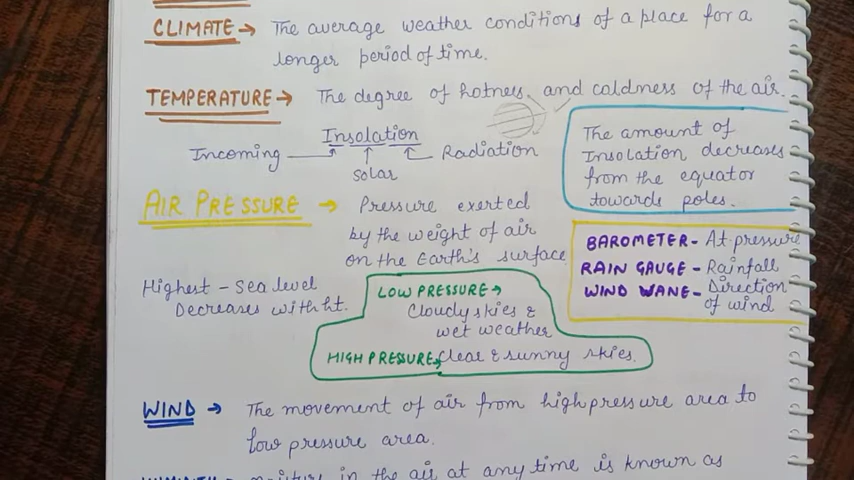 CLIMATE → The average weather conditions of a place for a
longer period of time.
TEMPERATURE → The degree of hotness and coldness of the air.
Insolation
Incoming
solar
Radiation
The amount of
Insolation decreases
from the equator
towards poles.
AIR PRESSURE → Pressure exerted
by the weight of air
on the Earth's surface
BAROMETER - At. pressure
RAIN GAUGE - Rainfall
WIND WANE - Direction
of wind
Highest - Sea level
Decreases with ht.
LOW PRESSURE →
Cloudy skies &
wet weather
HIGH PRESSURE → Clear & sunny skies.
WIND → The movement of air from high pressure area to
low pressure area.
moisture in the air at any time is known as